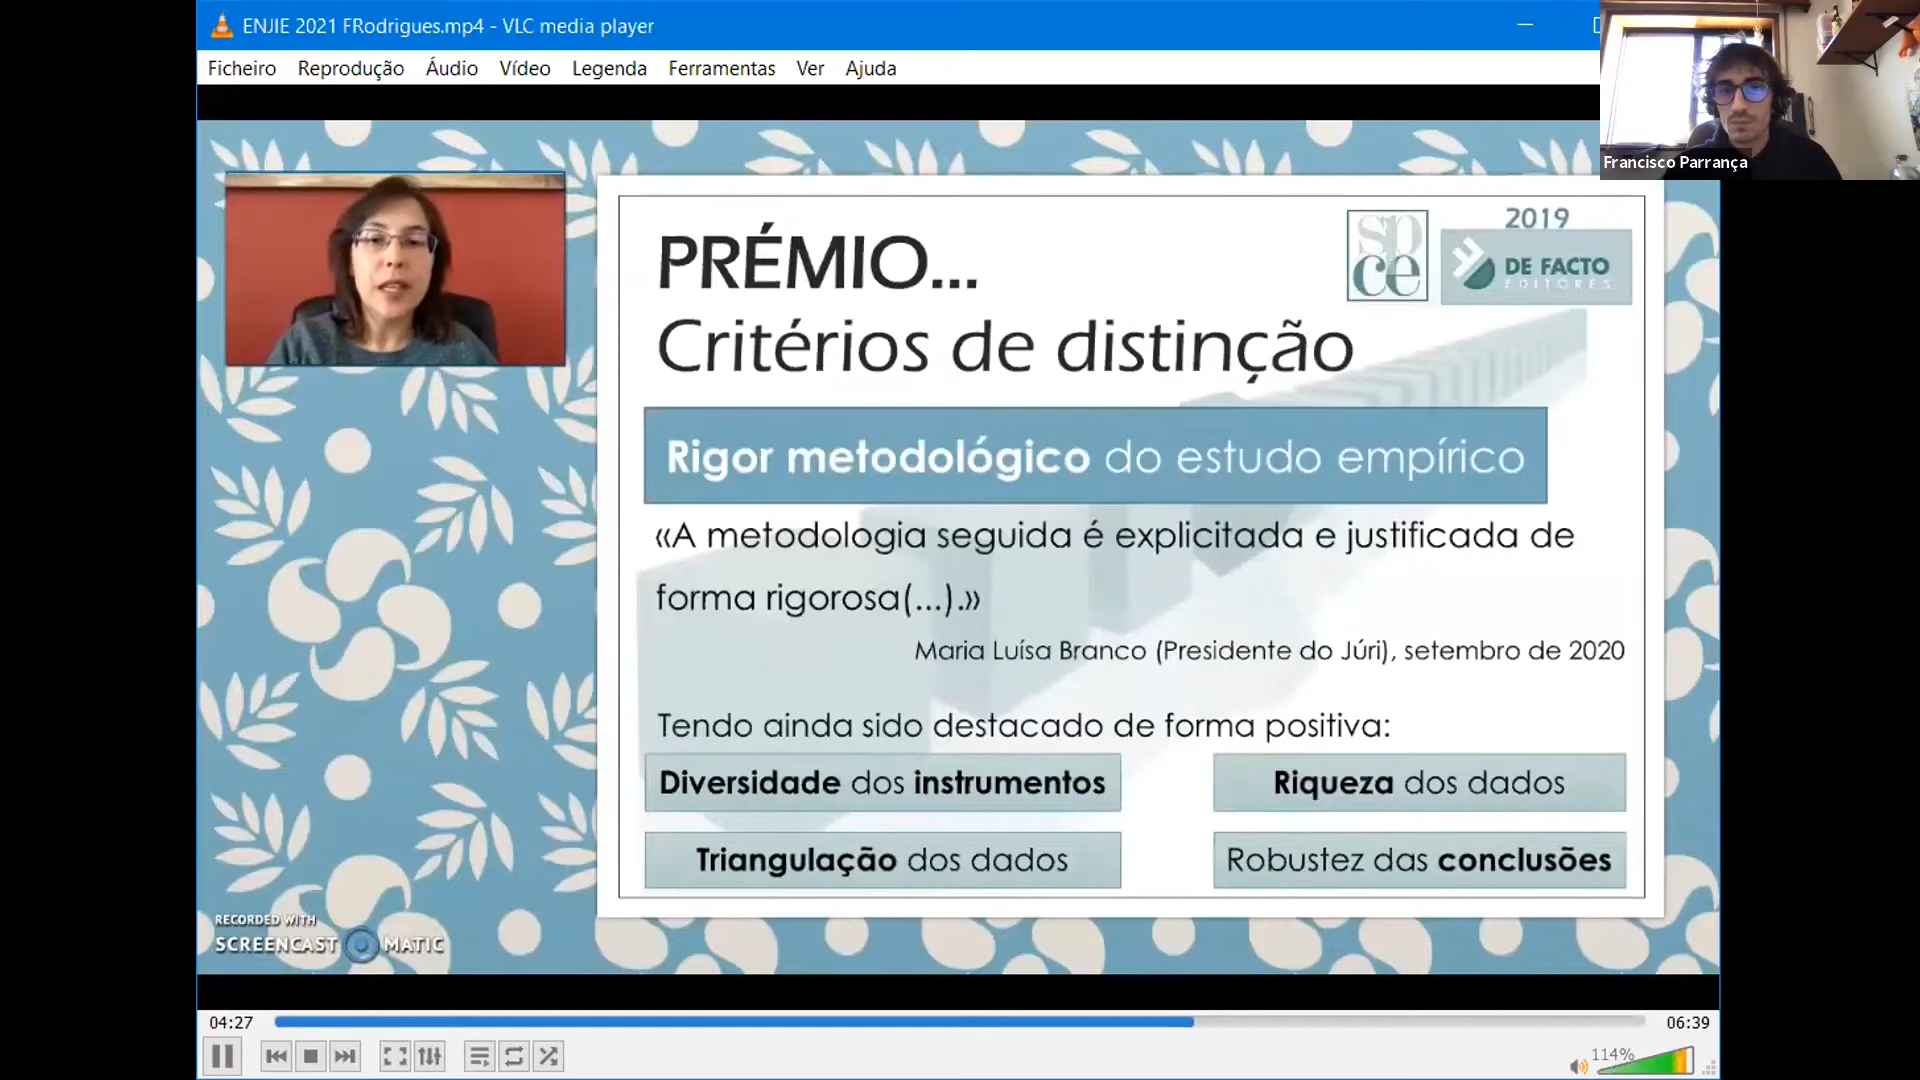 ENJIE 2021 FRodrigues.mp4 - VLC media player
Ficheiro Reprodução Áudio Vídeo Legenda Ferramentas Ver Ajuda
Francisco Parrança
2019
spce
DE FACTO
EDITORES
PRÉMIO...
Critérios de distinção
Rigor metodológico do estudo empírico
«A metodologia seguida é explicitada e justificada de
forma rigorosa(...).»
Maria Luísa Branco (Presidente do Júri), setembro de 2020
Tendo ainda sido destacado de forma positiva:
Diversidade dos instrumentos
Riqueza dos dados
Triangulação dos dados
Robustez das conclusões
RECORDED WITH
SCREENCAST MATIC
04:27
06:39
114%